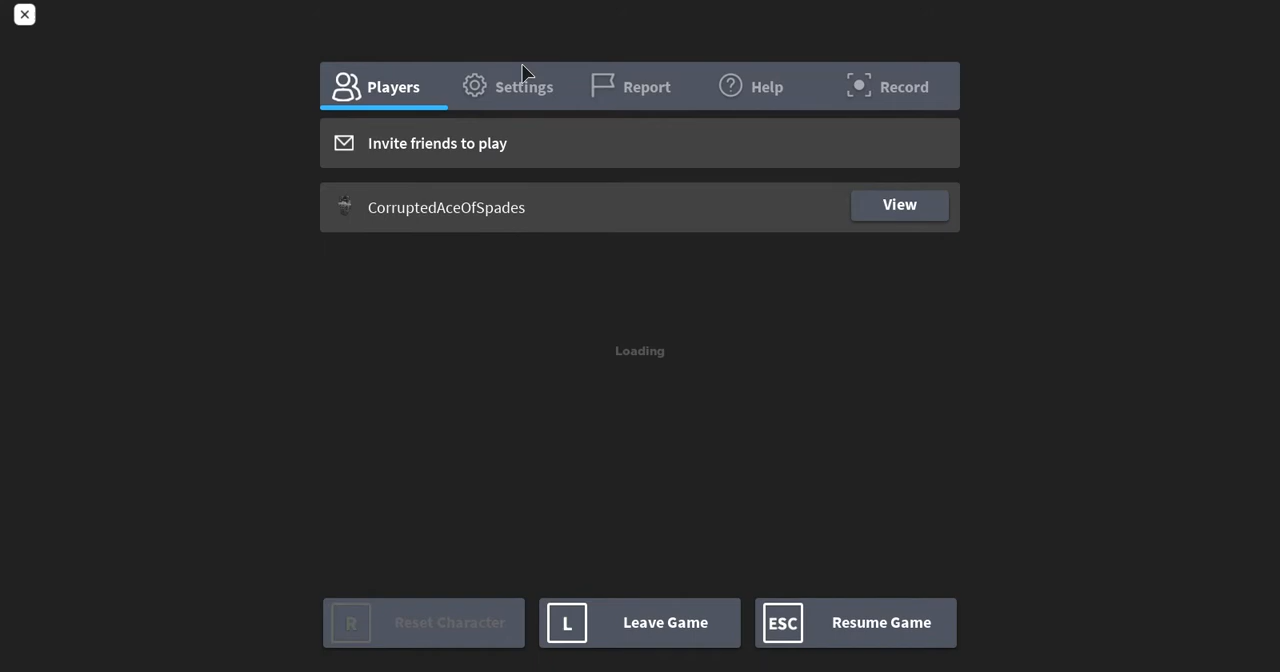 Players
Settings
Report
Help
Record
Invite friends to play
CorruptedAceOfSpades
View
Loading
R Reset Character
L Leave Game
ESC Resume Game